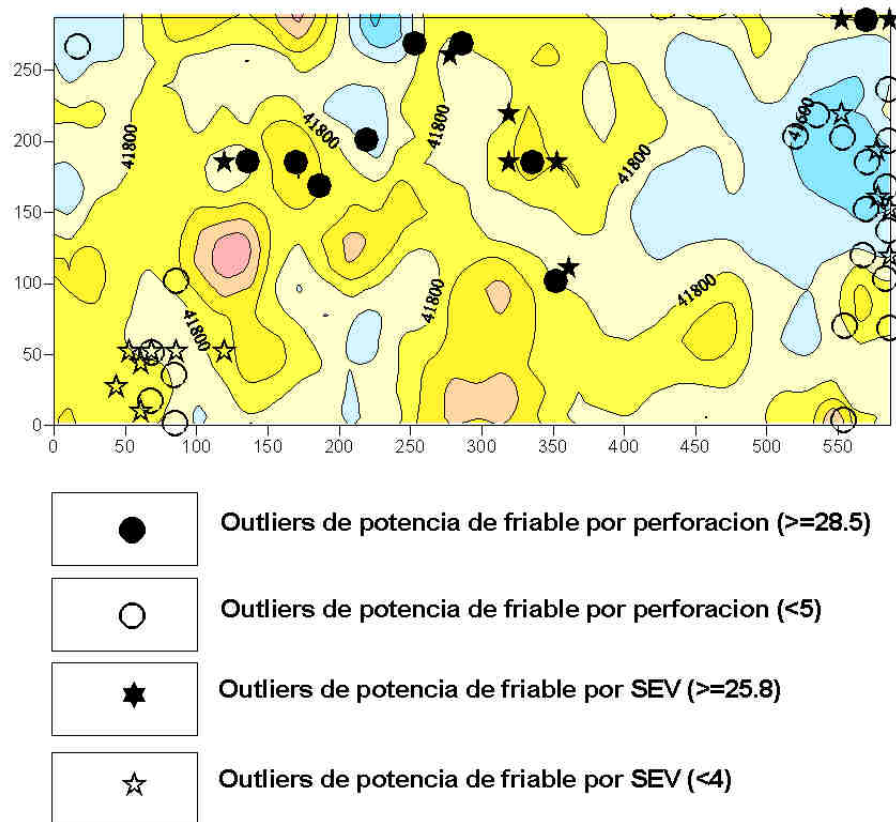 250
200
150
100
50
0
41800
41800
41800
41800
41600
41800
41800
41800
0 50 100 150 200 250 300 350 400 450 500 550
Outliers de potencia de friable por perforacion (>=28.5)
Outliers de potencia de friable por perforacion (<5)
Outliers de potencia de friable por SEV (>=25.8)
Outliers de potencia de friable por SEV (<4)